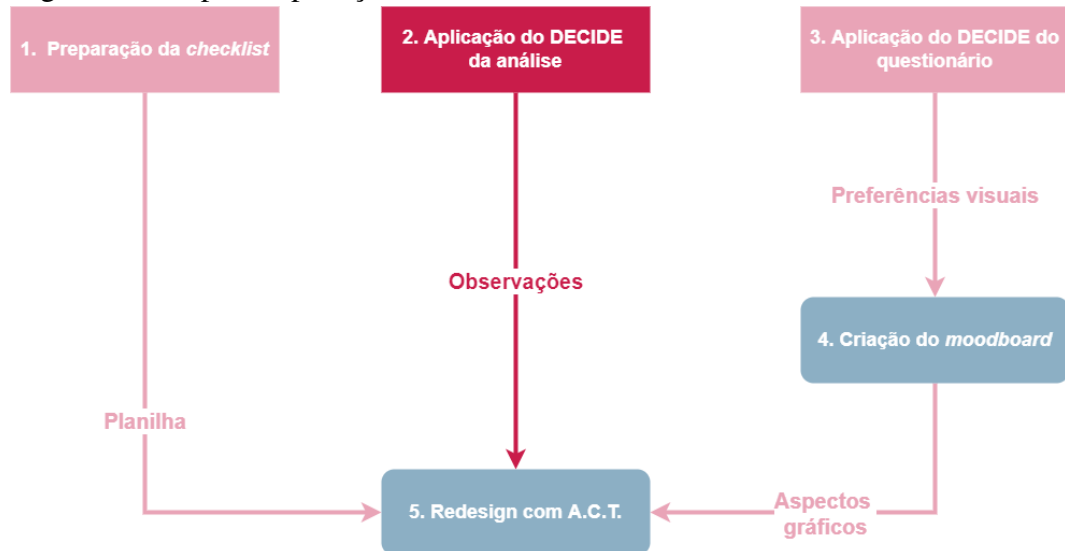 1. Preparação da checklist
2. Aplicação do DECIDE
da análise
3. Aplicação do DECIDE do
questionário
Preferências visuais
Observações
4. Criação do moodboard
Planilha
5. Redesign com A.C.T.
Aspectos
gráficos